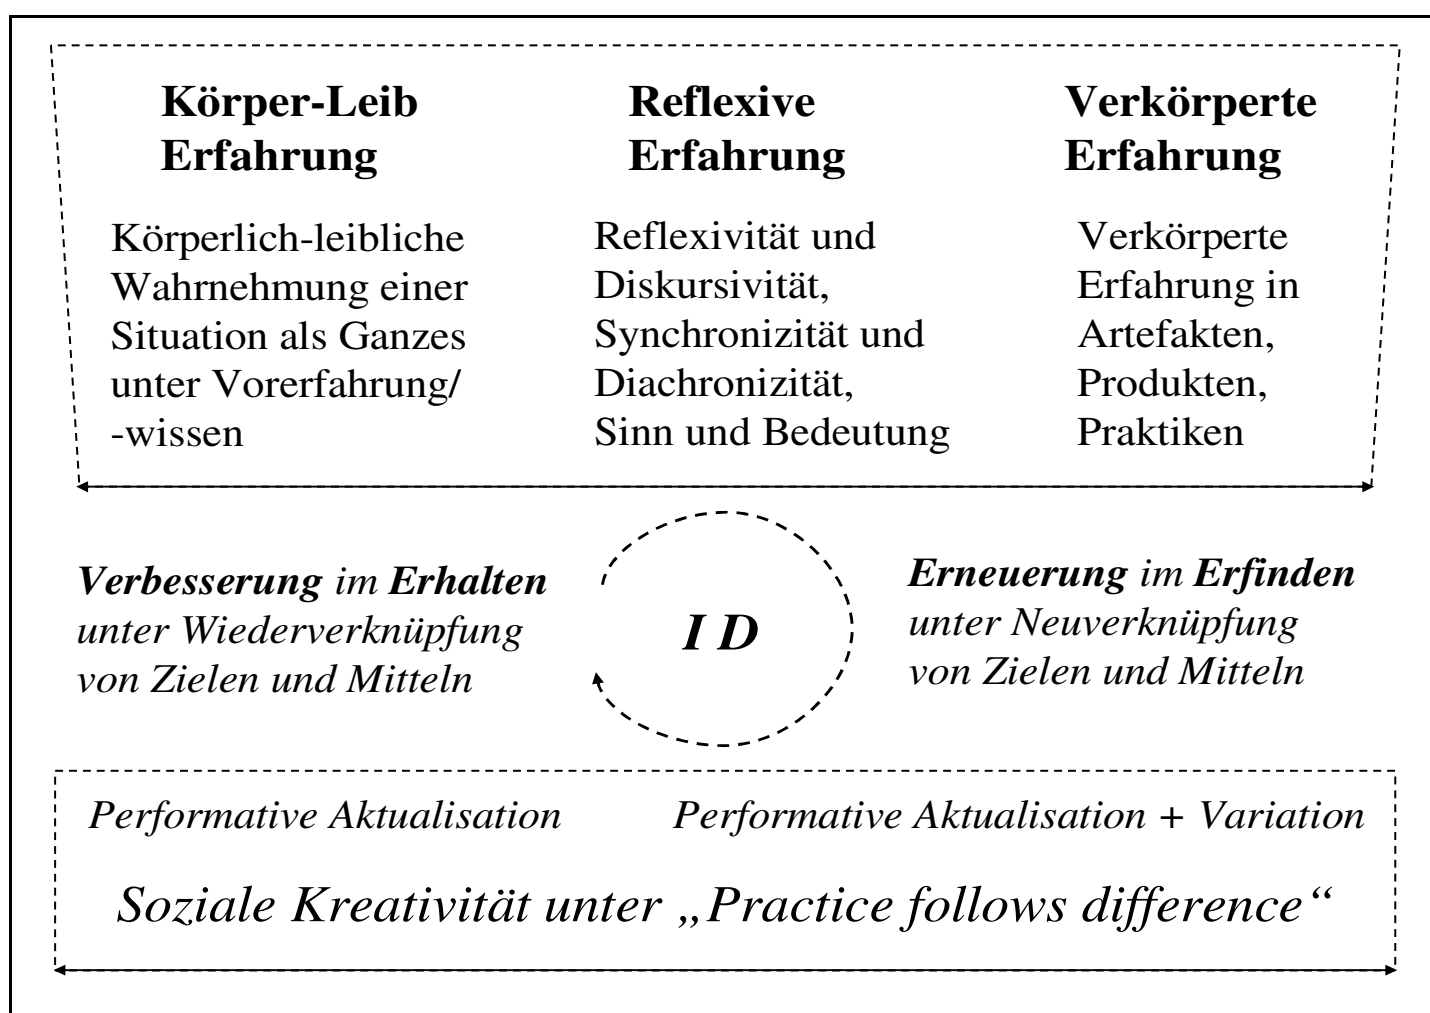 Körper-Leib
Erfahrung
Körperlich-leibliche
Wahrnehmung einer
Situation als Ganzes
unter Vorerfahrung/
-wissen
Reflexive
Erfahrung
Reflexivität und
Diskursivität,
Synchronizität und
Diachronizität,
Sinn und Bedeutung
Verkörperte
Erfahrung
Verkörperte
Erfahrung in
Artefakten,
Produkten,
Praktiken
Verbesserung im Erhalten
unter Wiederverknüpfung
von Zielen und Mitteln
I D
Erneuerung im Erfinden
unter Neuverknüpfung
von Zielen und Mitteln
Performative Aktualisation
Performative Aktualisation + Variation
Soziale Kreativität unter „Practice follows difference“